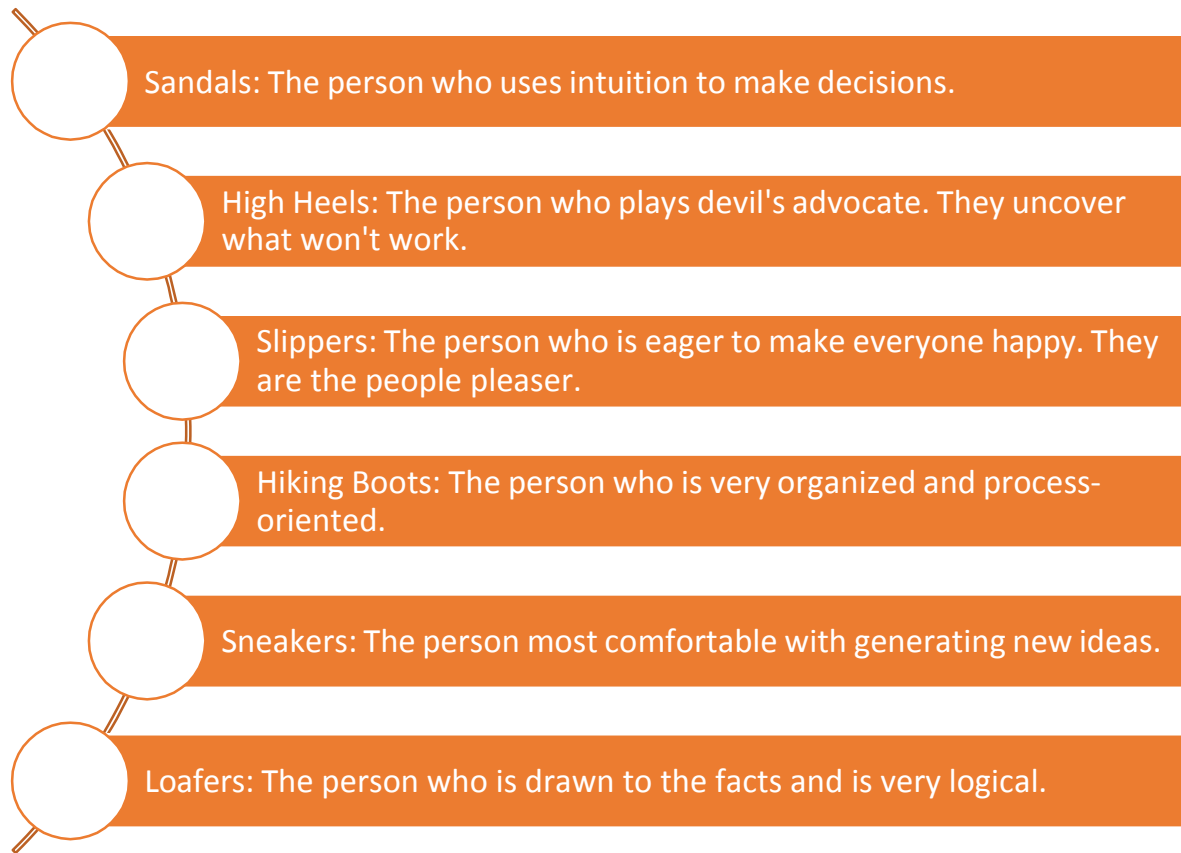 Sandals: The person who uses intuition to make decisions.
High Heels: The person who plays devil's advocate. They uncover
what won't work.
Slippers: The person who is eager to make everyone happy. They
are the people pleaser.
Hiking Boots: The person who is very organized and process-
oriented.
Sneakers: The person most comfortable with generating new ideas.
Loafers: The person who is drawn to the facts and is very logical.